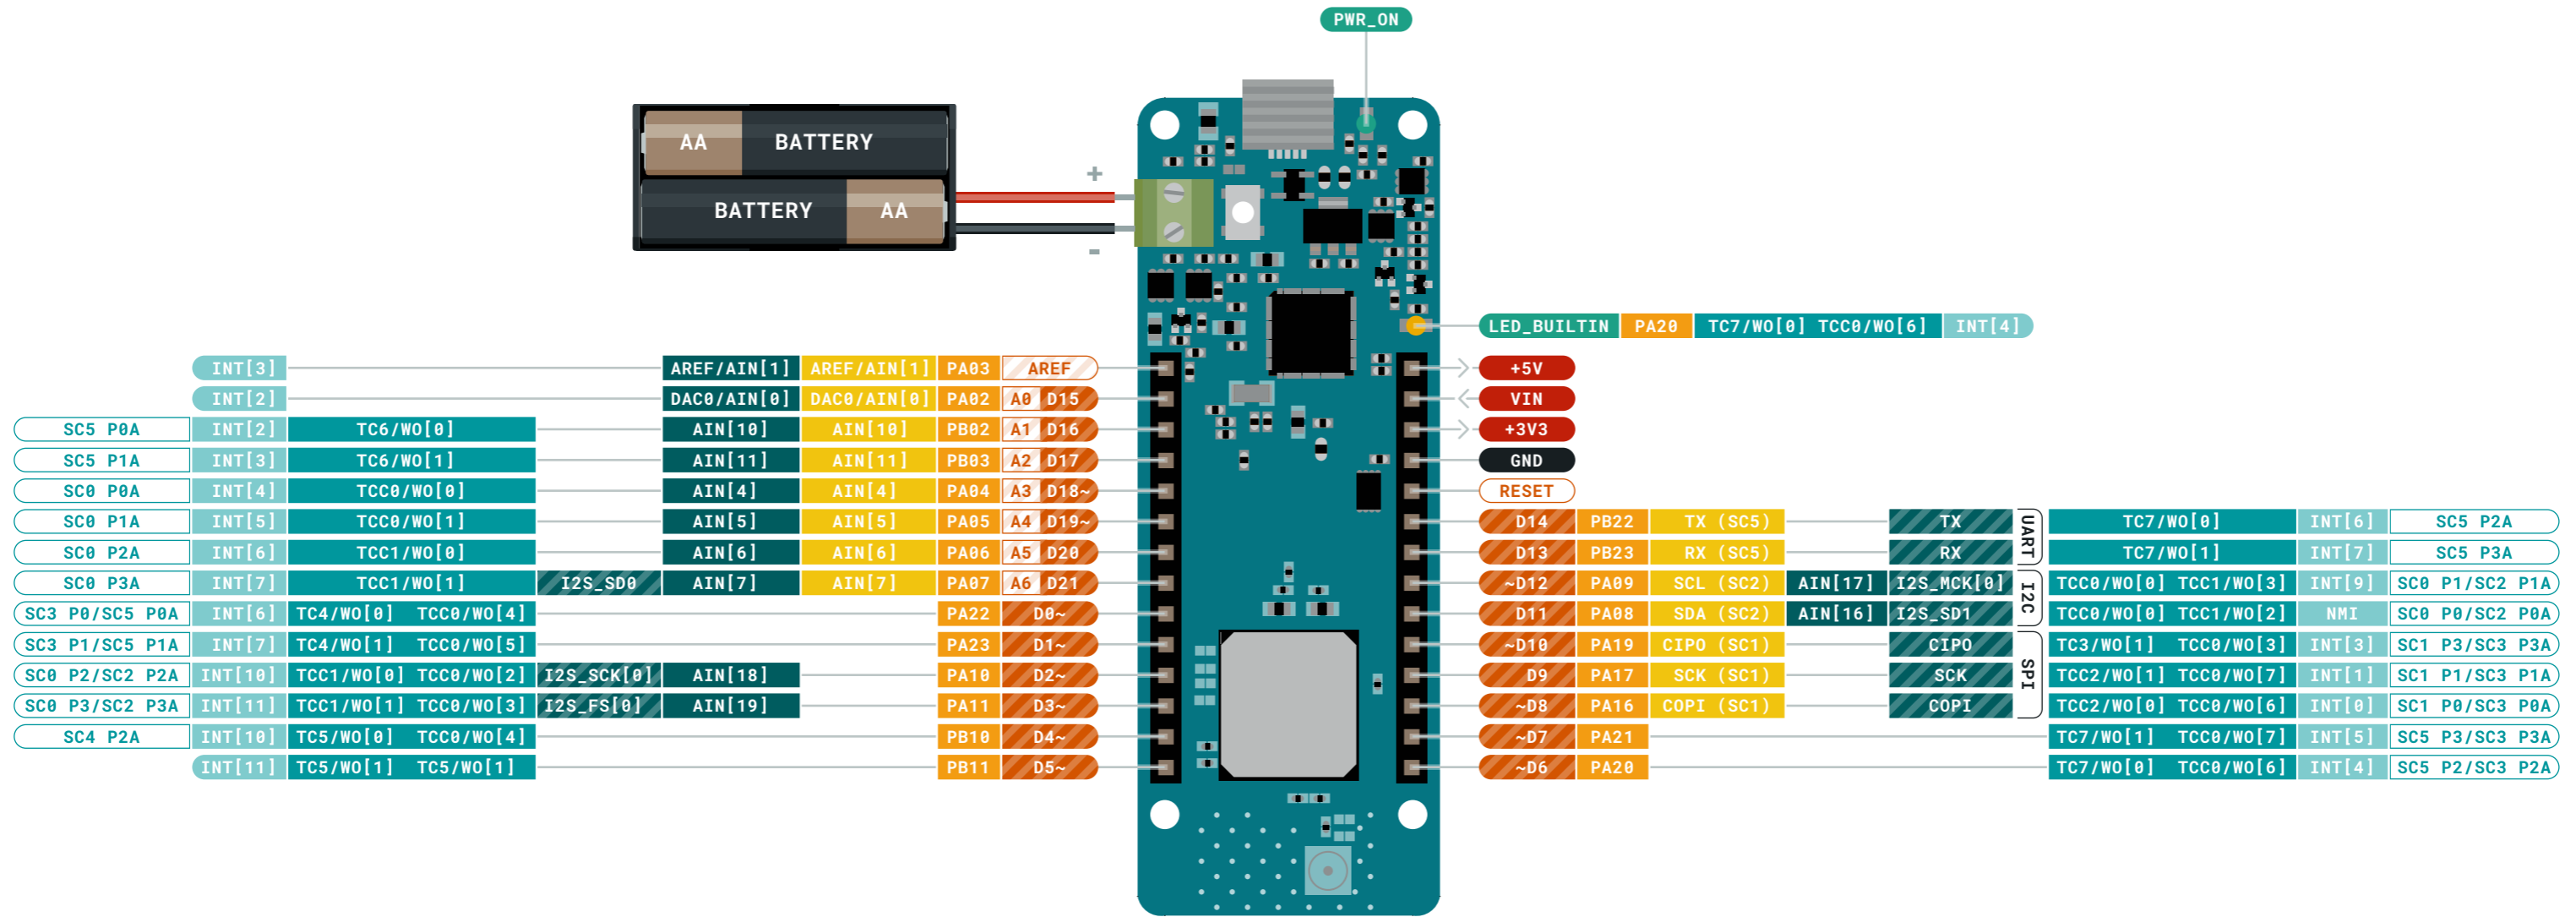 PWR_ON
AA BATTERY
+
BATTERY AA
-
LED_BUILTIN PA20 TC7/WO[0] TCC0/WO[6] INT[4]
INT[3] AREF/AIN[1] AREF/AIN[1] PA03 AREF +5V
INT[2] DAC0/AIN[0] DAC0/AIN[0] PA02 A0 D15 VIN
SC5 P0A INT[2] TC6/WO[0] AIN[10] AIN[10] PB02 A1 D16 +3V3
SC5 P1A INT[3] TC6/WO[1] AIN[11] AIN[11] PB03 A2 D17 GND
SC0 P0A INT[4] TCC0/WO[0] AIN[4] AIN[4] PA04 A3 D18~ RESET
SC0 P1A INT[5] TCC0/WO[1] AIN[5] AIN[5] PA05 A4 D19~ D14 PB22 TX (SC5) TX UART TC7/WO[0] INT[6] SC5 P2A
SC0 P2A INT[6] TCC1/WO[0] AIN[6] AIN[6] PA06 A5 D20 D13 PB23 RX (SC5) RX TC7/WO[1] INT[7] SC5 P3A
SC0 P3A INT[7] TCC1/WO[1] I2S_SD0 AIN[7] AIN[7] PA07 A6 D21 ~D12 PA09 SCL (SC2) AIN[17] I2S_MCK[0] I2C TCC0/WO[0] TCC1/WO[3] INT[9] SC0 P1/SC2 P1A
SC3 P0/SC5 P0A INT[6] TC4/WO[0] TCC0/WO[4] PA22 D0~ D11 PA08 SDA (SC2) AIN[16] I2S_SD1 TCC0/WO[0] TCC1/WO[2] NMI SC0 P0/SC2 P0A
SC3 P1/SC5 P1A INT[7] TC4/WO[1] TCC0/WO[5] PA23 D1~ ~D10 PA19 CIPO (SC1) CIPO SPI TC3/WO[1] TCC0/WO[3] INT[3] SC1 P3/SC3 P3A
SC0 P2/SC2 P2A INT[10] TCC1/WO[0] TCC0/WO[2] I2S_SCK[0] AIN[18] PA10 D2~ D9 PA17 SCK (SC1) SCK TCC2/WO[1] TCC0/WO[7] INT[1] SC1 P1/SC3 P1A
SC0 P3/SC2 P3A INT[11] TCC1/WO[1] TCC0/WO[3] I2S_FS[0] AIN[19] PA11 D3~ ~D8 PA16 COPI (SC1) COPI TCC2/WO[0] TCC0/WO[6] INT[0] SC1 P0/SC3 P0A
SC4 P2A INT[10] TC5/WO[0] TCC0/WO[4] PB10 D4~ ~D7 PA21 TC7/WO[1] TCC0/WO[7] INT[5] SC5 P3/SC3 P3A
INT[11] TC5/WO[1] TC5/WO[1] PB11 D5~ ~D6 PA20 TC7/WO[0] TCC0/WO[6] INT[4] SC5 P2/SC3 P2A